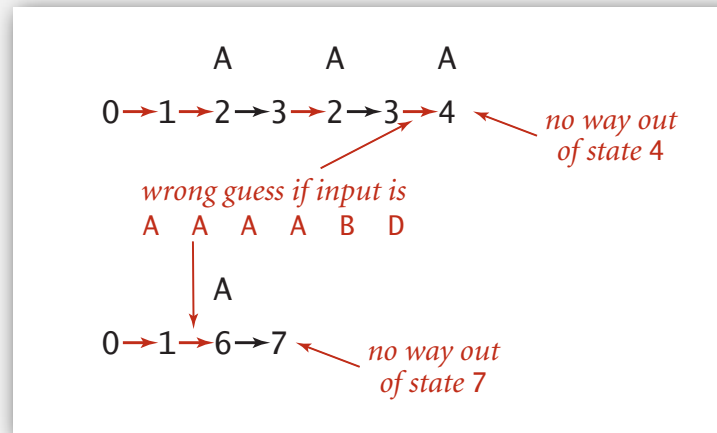 A A A
0→1→2→3→2→3→4
no way out
of state 4
wrong guess if input is
A A A A B D
A
0→1→6→7
no way out
of state 7